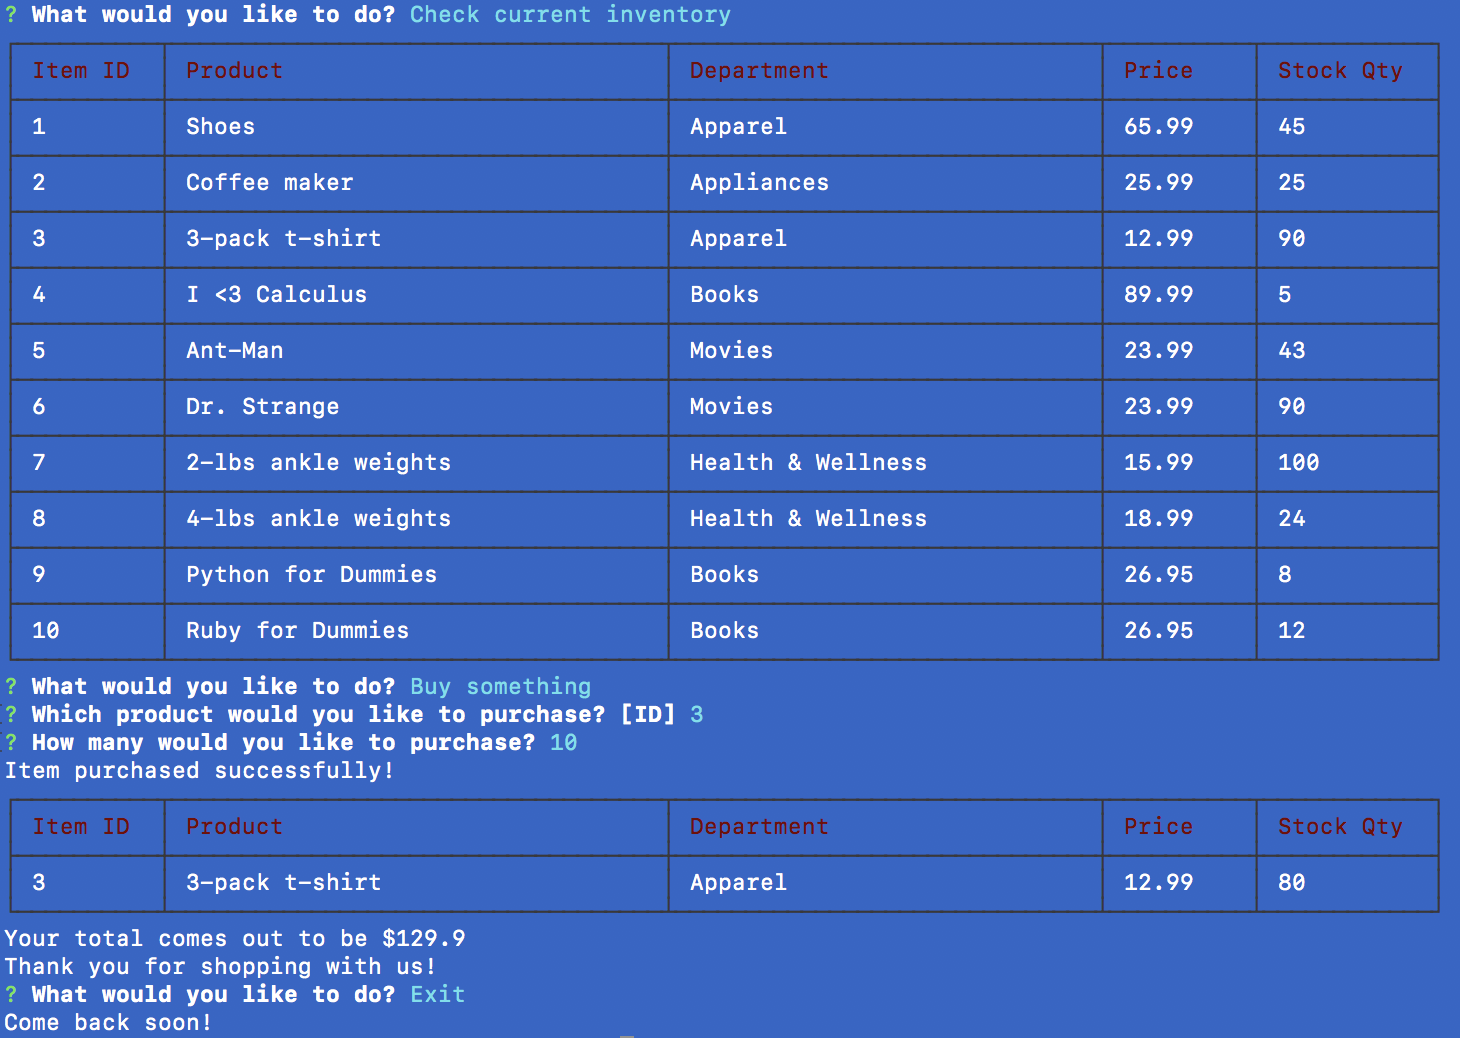 ? What would you like to do? Check current inventory
Item ID Product Department Price Stock Qty
1 Shoes Apparel 65.99 45
2 Coffee maker Appliances 25.99 25
3 3-pack t-shirt Apparel 12.99 90
4 I <3 Calculus Books 89.99 5
5 Ant-Man Movies 23.99 43
6 Dr. Strange Movies 23.99 90
7 2-lbs ankle weights Health & Wellness 15.99 100
8 4-lbs ankle weights Health & Wellness 18.99 24
9 Python for Dummies Books 26.95 8
10 Ruby for Dummies Books 26.95 12
? What would you like to do? Buy something
? Which product would you like to purchase? [ID] 3
? How many would you like to purchase? 10
Item purchased successfully!
Item ID Product Department Price Stock Qty
3 3-pack t-shirt Apparel 12.99 80
Your total comes out to be $129.9
Thank you for shopping with us!
? What would you like to do? Exit
Come back soon!